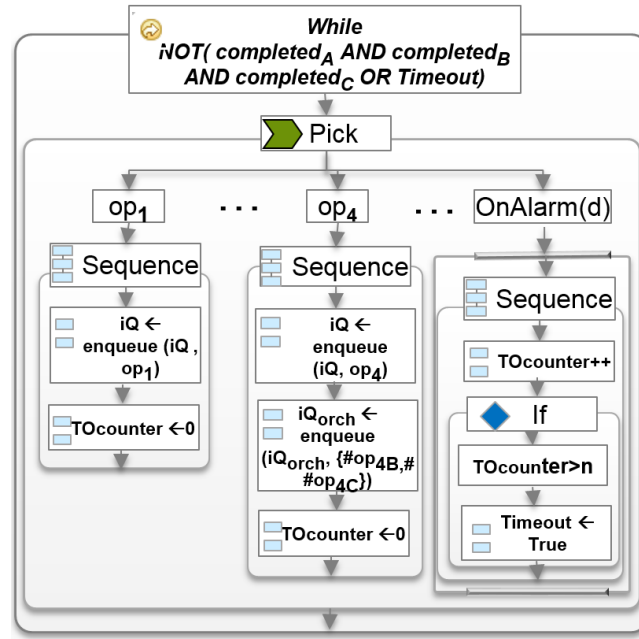 While
NOT( completedA AND completedB
AND completedC OR Timeout)
Pick
op1
. . .
op4
. . .
OnAlarm(d)
Sequence
iQ ←
enqueue (iQ ,
op1)
TOcounter ←0
Sequence
iQ ←
enqueue
(iQ, op4)
iQorch ←
enqueue
(iQorch, {#op4B,#
#op4C})
TOcounter ←0
Sequence
TOcounter++
If
TOcounter>n
Timeout ←
True